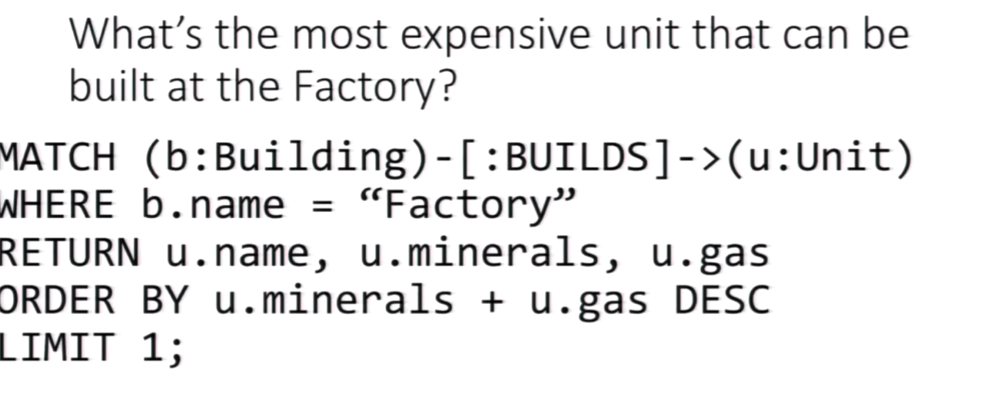 What’s the most expensive unit that can be
built at the Factory?
MATCH (b:Building)-[:BUILDS]->(u:Unit)
WHERE b.name = “Factory”
RETURN u.name, u.minerals, u.gas
ORDER BY u.minerals + u.gas DESC
LIMIT 1;